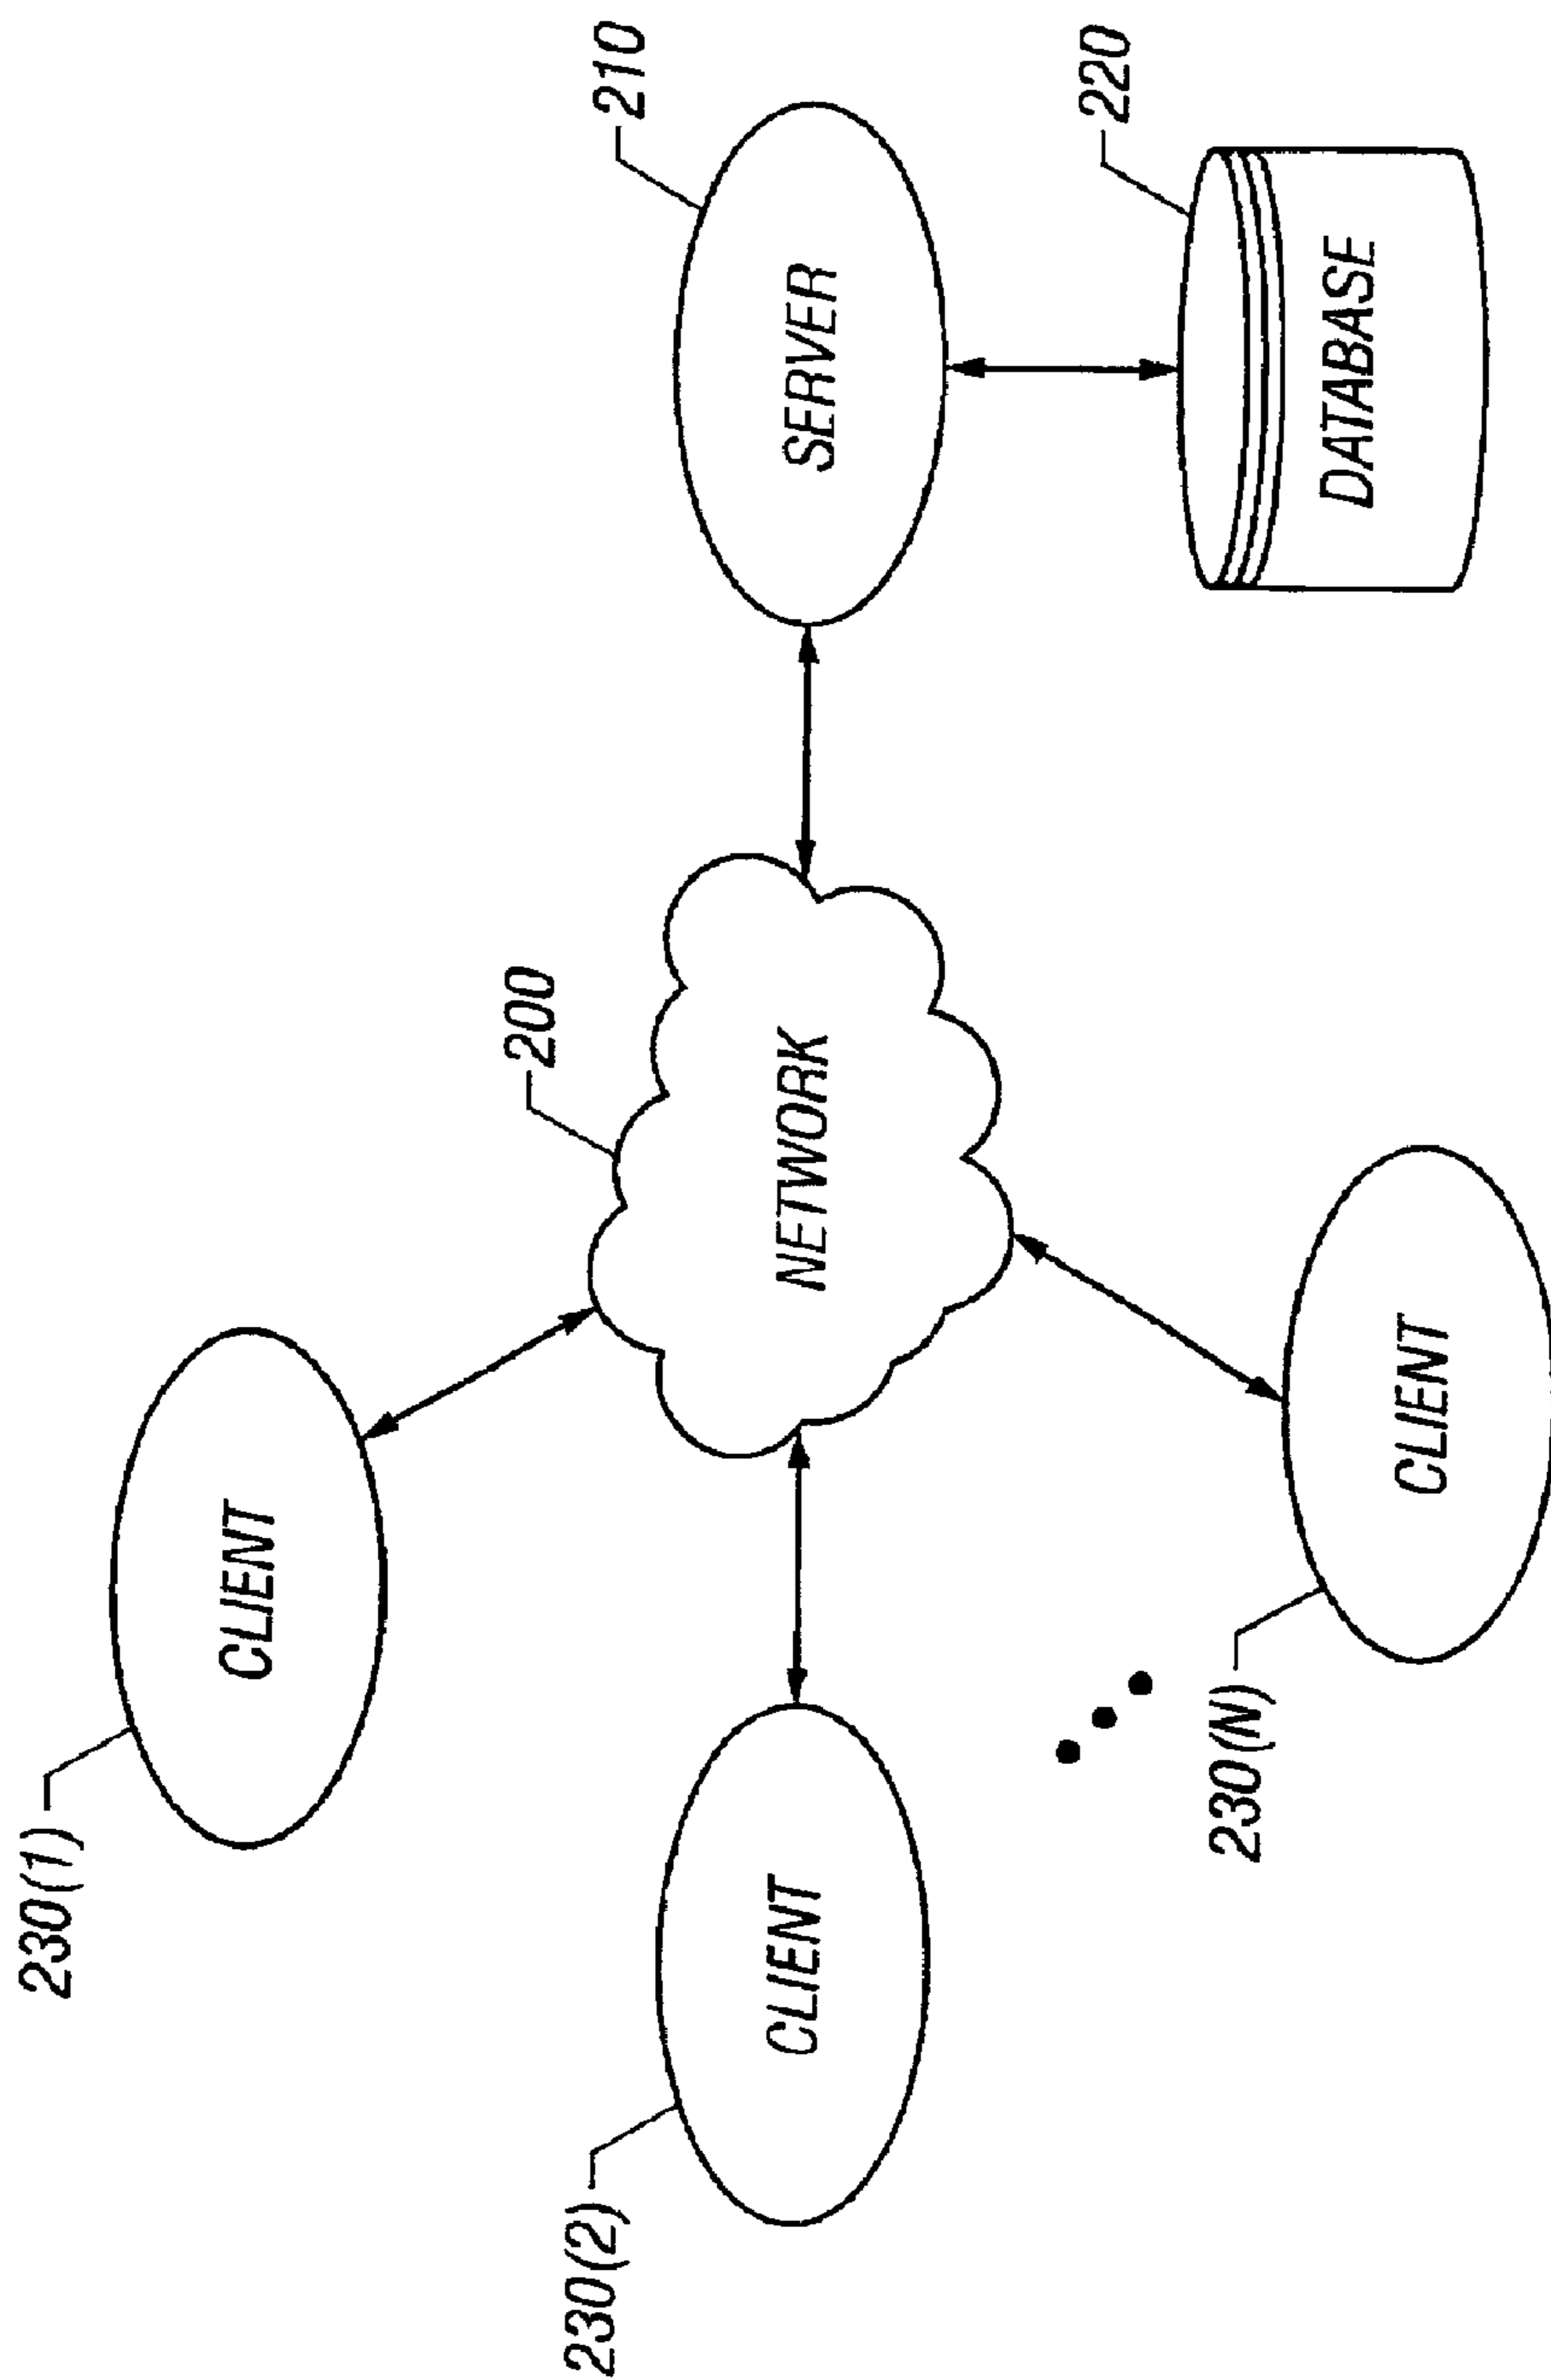 230(1)
CLIENT
200
210
230(2)
CLIENT
NETWORK
SERVER
220
230(N)
CLIENT
DATABASE